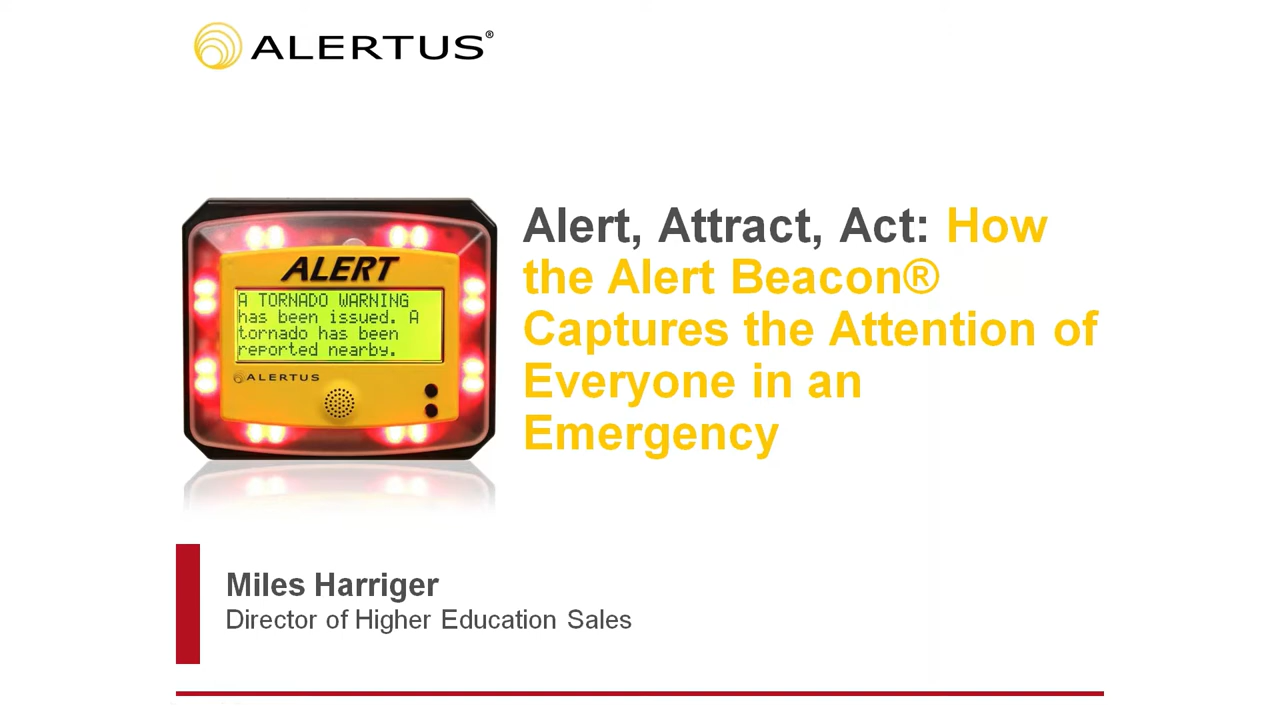 ALERTUS®
Alert, Attract, Act: How
the Alert Beacon®
Captures the Attention of
Everyone in an
Emergency
ALERT
A TORNADO WARNING
has been issued. A
tornado has been
reported nearby.
ALERTUS
Miles Harriger
Director of Higher Education Sales